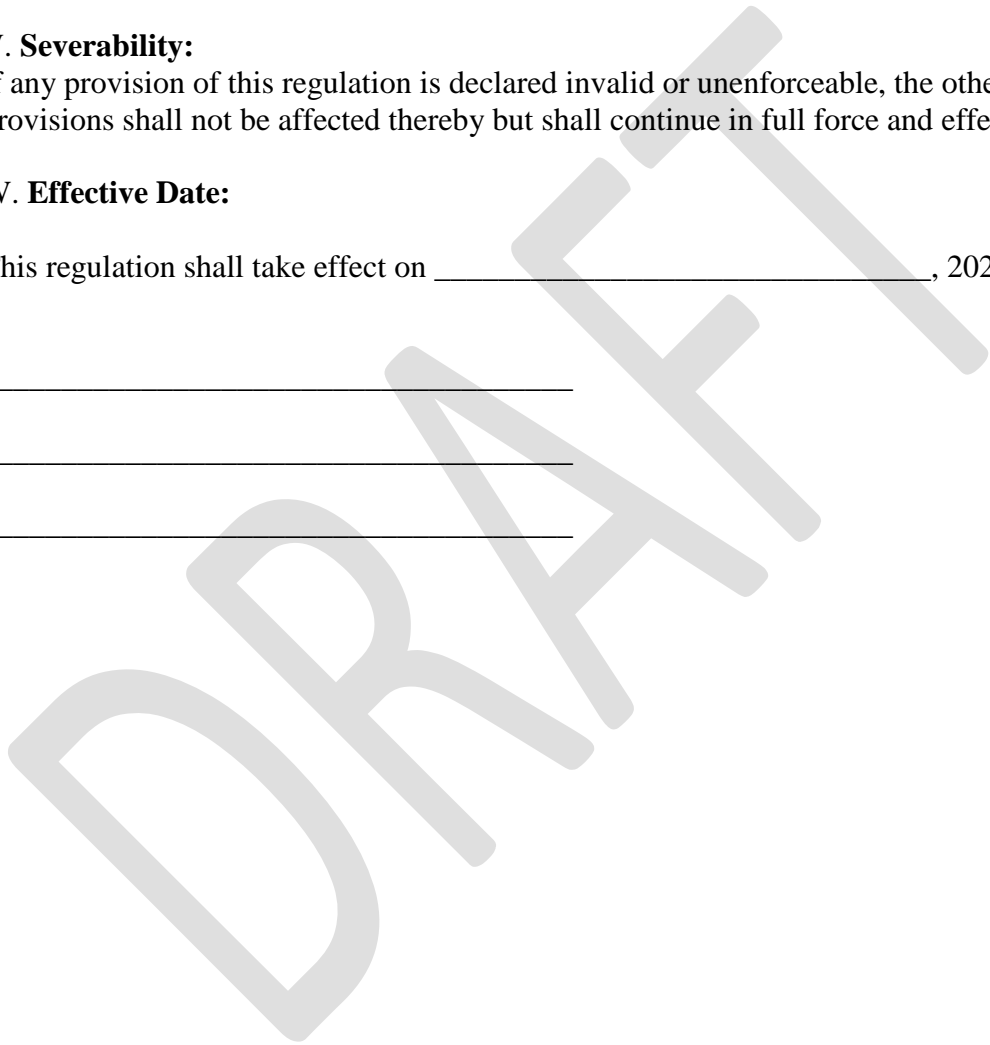 . Severability:
f any provision of this regulation is declared invalid or unenforceable, the othe
rovisions shall not be affected thereby but shall continue in full force and effe
V. Effective Date:
his regulation shall take effect on _______________________________, 202
DRAFT